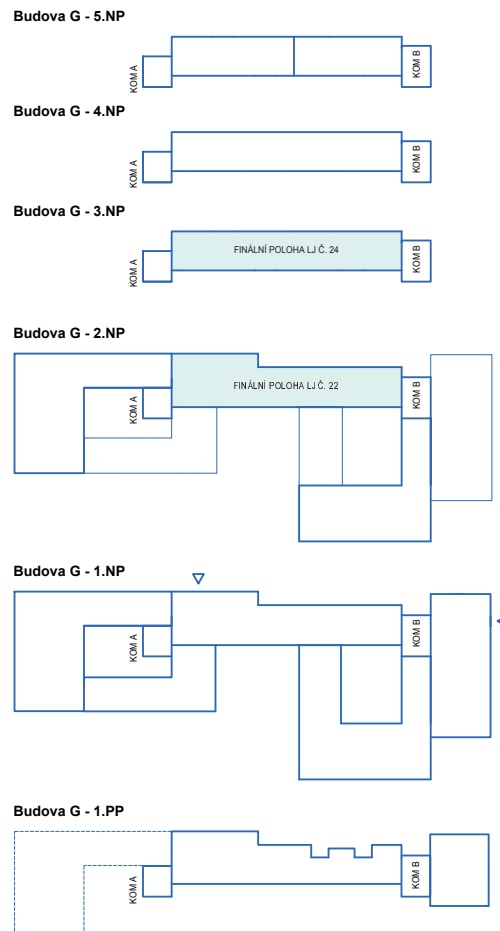 Budova G - 5.NP
KOM A
KOM B
Budova G - 4.NP
KOM A
KOM B
Budova G - 3.NP
KOM A
FINÁLNÍ POLOHA LJ Č. 24
KOM B
Budova G - 2.NP
KOM A
FINÁLNÍ POLOHA LJ Č. 22
KOM B
Budova G - 1.NP
KOM A
KOM B
Budova G - 1.PP
KOM A
KOM B